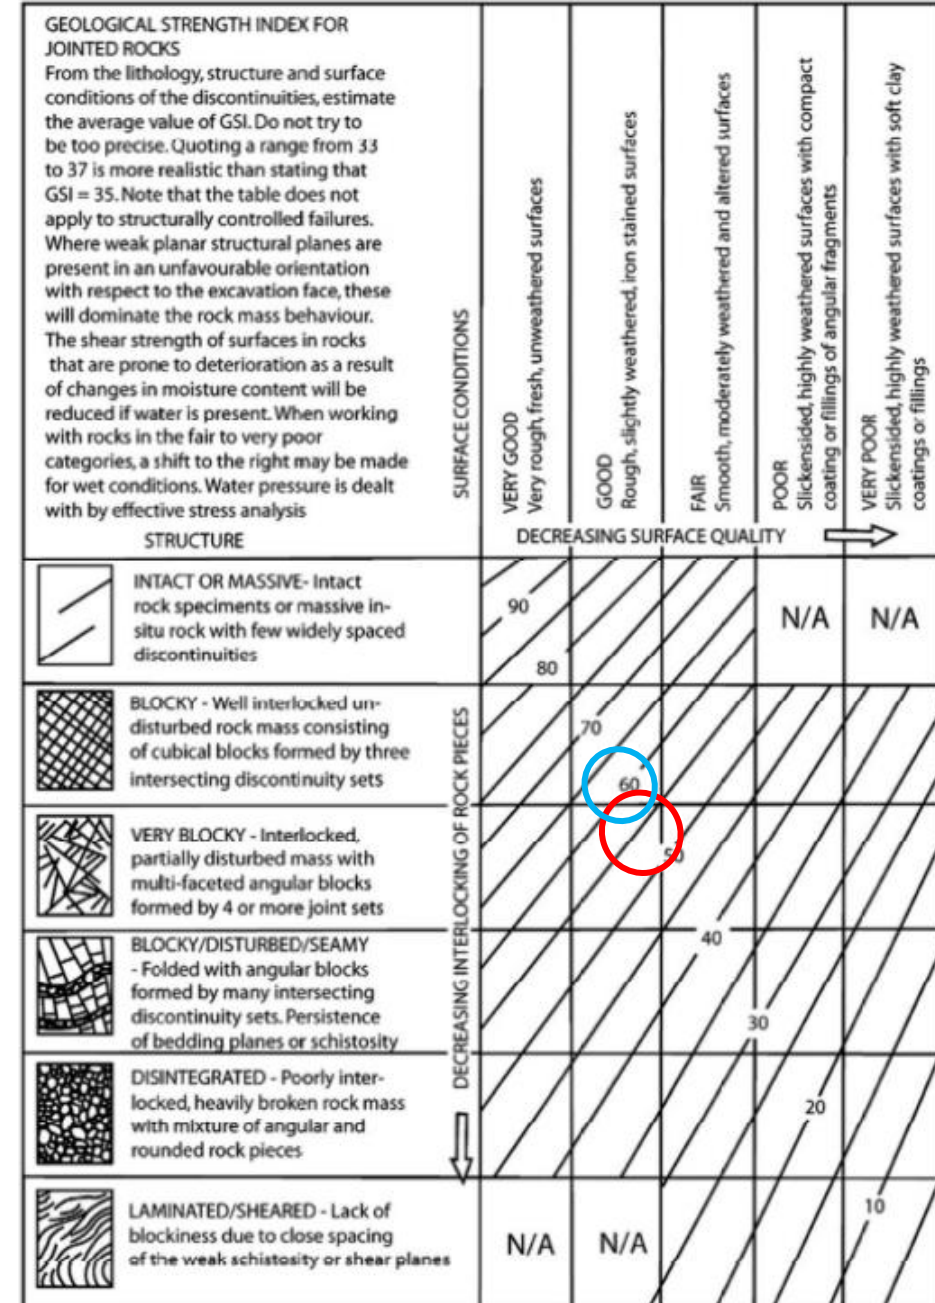 GEOLOGICAL STRENGTH INDEX FOR
JOINTED ROCKS
From the lithology, structure and surface
conditions of the discontinuities, estimate
the average value of GSI. Do not try to
be too precise. Quoting a range from 33
to 37 is more realistic than stating that
GSI = 35. Note that the table does not
apply to structurally controlled failures.
Where weak planar structural planes are
present in an unfavourable orientation
with respect to the excavation face, these
will dominate the rock mass behaviour.
The shear strength of surfaces in rocks
that are prone to deterioration as a result
of changes in moisture content will be
reduced if water is present. When working
with rocks in the fair to very poor
categories, a shift to the right may be made
for wet conditions. Water pressure is dealt
with by effective stress analysis
STRUCTURE
SURFACE CONDITIONS
VERY GOOD
Very rough, fresh, unweathered surfaces
GOOD
Rough, slightly weathered, iron stained surfaces
FAIR
Smooth, moderately weathered and altered surfaces
POOR
Slickensided, highly weathered surfaces with compact
coating or fillings of angular fragments
VERY POOR
Slickensided, highly weathered surfaces with soft clay
coatings or fillings
DECREASING SURFACE QUALITY
DECREASING INTERLOCKING OF ROCK PIECES
INTACT OR MASSIVE- Intact
rock speciments or massive in-
situ rock with few widely spaced
discontinuities
90
80
N/A
N/A
BLOCKY - Well interlocked un-
disturbed rock mass consisting
of cubical blocks formed by three
intersecting discontinuity sets
70
60
VERY BLOCKY - Interlocked,
partially disturbed mass with
multi-faceted angular blocks
formed by 4 or more joint sets
50
BLOCKY/DISTURBED/SEAMY
- Folded with angular blocks
formed by many intersecting
discontinuity sets. Persistence
of bedding planes or schistosity
40
30
DISINTEGRATED - Poorly inter-
locked, heavily broken rock mass
with mixture of angular and
rounded rock pieces
20
LAMINATED/SHEARED - Lack of
blockiness due to close spacing
of the weak schistosity or shear planes
N/A
N/A
10